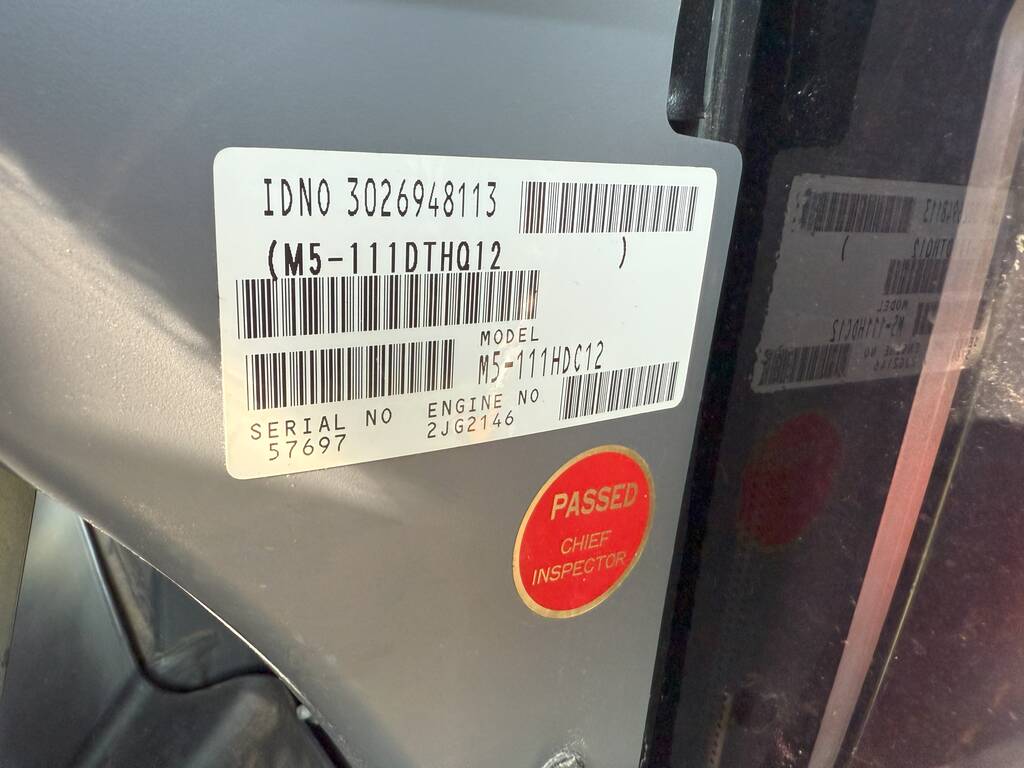 IDNO 3026948113
(M5-111DTHQ12 )
MODEL
M5-111HDC12
SERIAL NO
57697
ENGINE NO
2JG2146
PASSED
CHIEF
INSPECTOR